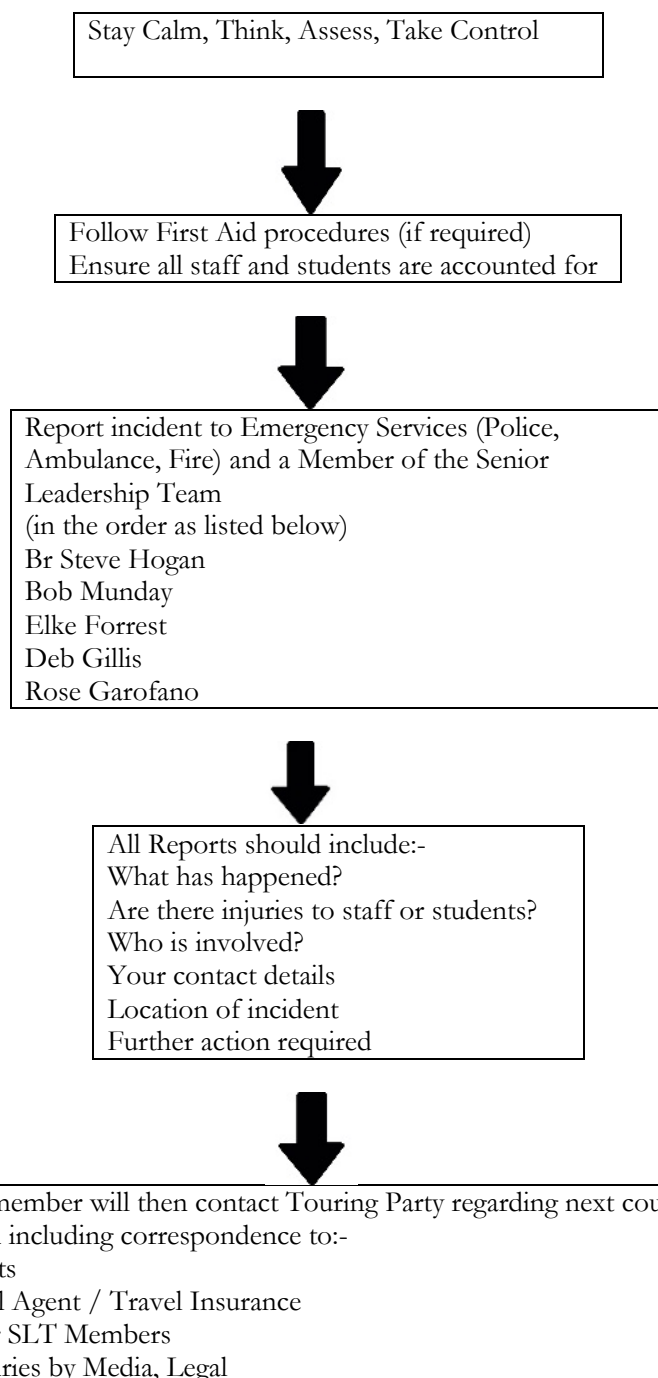 Stay Calm, Think, Assess, Take Control
Follow First Aid procedures (if required)
Ensure all staff and students are accounted for
Report incident to Emergency Services (Police,
Ambulance, Fire) and a Member of the Senior
Leadership Team
(in the order as listed below)
Br Steve Hogan
Bob Munday
Elke Forrest
Deb Gillis
Rose Garofano
All Reports should include:-
What has happened?
Are there injuries to staff or students?
Who is involved?
Your contact details
Location of incident
Further action required
member will then contact Touring Party regarding next
including correspondence to:-
Agent / Travel Insurance
SLT Members
by Media, Legal